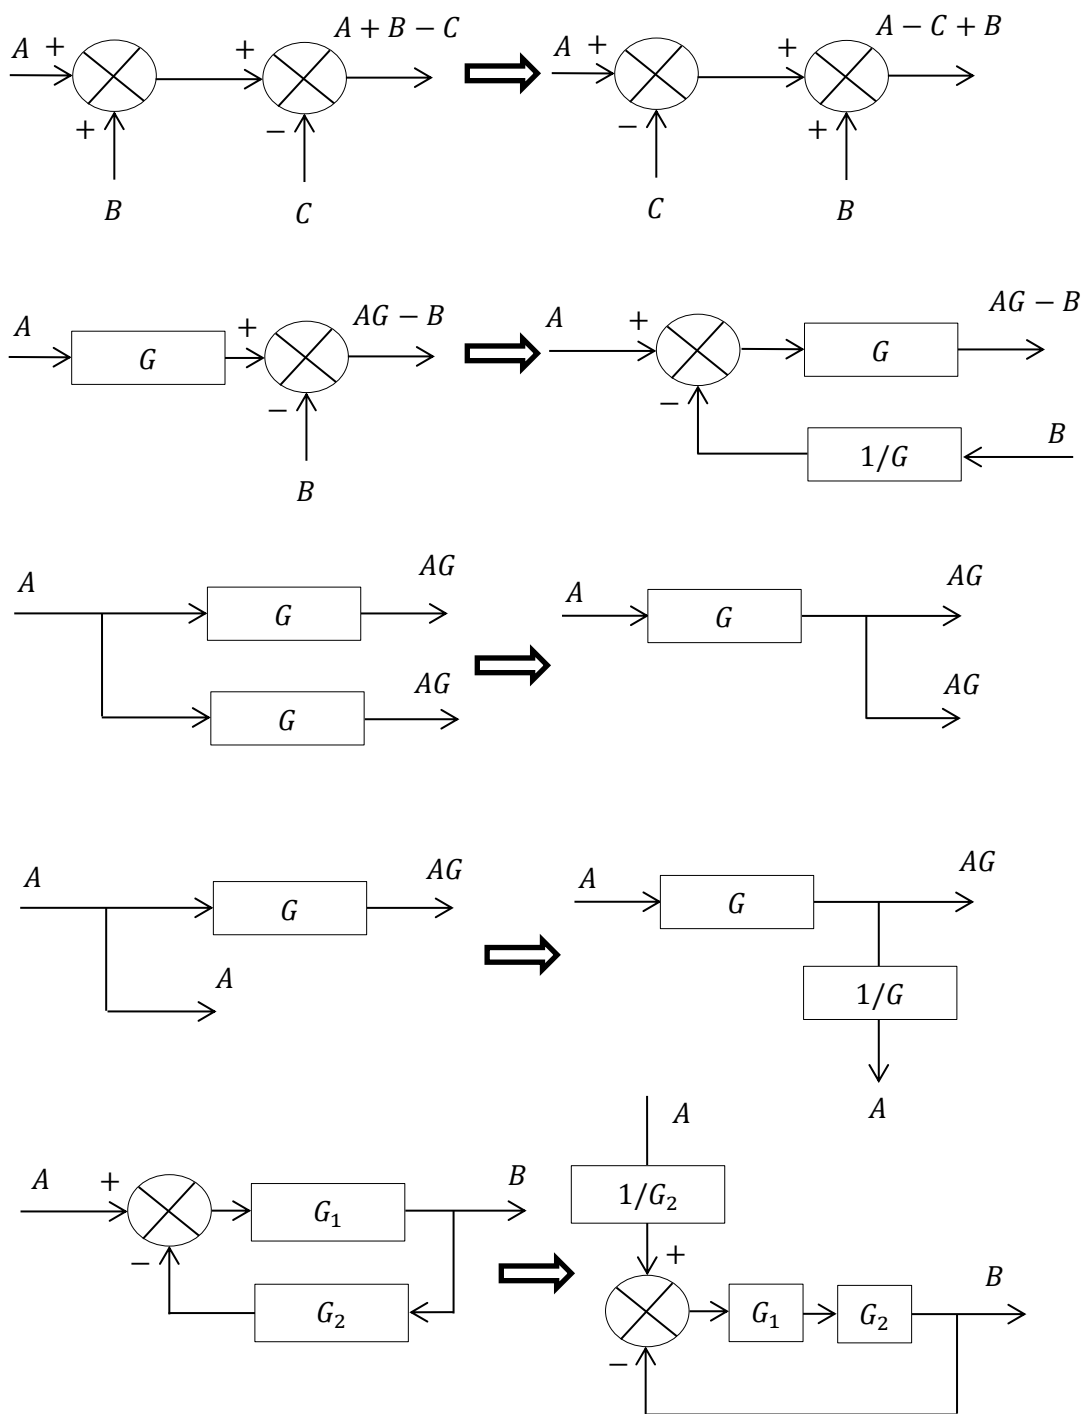 A + B − C
A − C + B
A + + − A + + −
+ − − +
B C C B
AG − B
AG − B
A + A +
G G
− −
B 1/G B
A AG A AG
G G
AG AG
G
A AG A AG
G G
A 1/G
A
A
A + B 1/G₂
G₁ +
− B
G₂ G₁ G₂
−